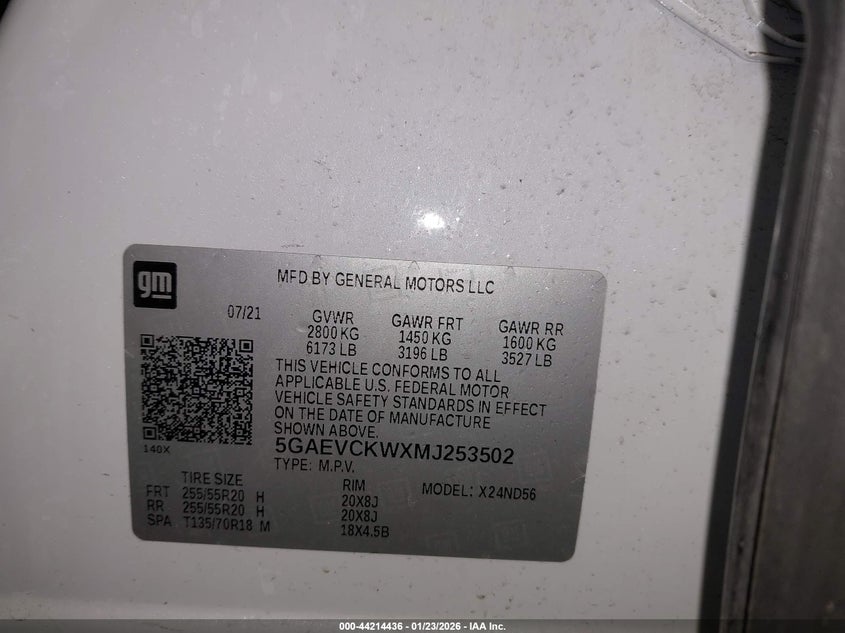 gm
MFD BY GENERAL MOTORS LLC
07/21
GVWR GAWR FRT GAWR RR
2800 KG 1450 KG 1600 KG
6173 LB 3196 LB 3527 LB
THIS VEHICLE CONFORMS TO ALL
APPLICABLE U.S. FEDERAL MOTOR
VEHICLE SAFETY STANDARDS IN EFFECT
ON THE DATE OF MANUFACTURE
SHOWN ABOVE.
140X
5GAEVCKWXMJ253502
TYPE: M.P.V.
TIRE SIZE RIM MODEL: X24ND56
FRT 255/55R20 H 20X8J
RR 255/55R20 H 20X8J
SPA T135/70R18 M 18X4.5B
000-44214436 - 01/23/2026 - IAA Inc.